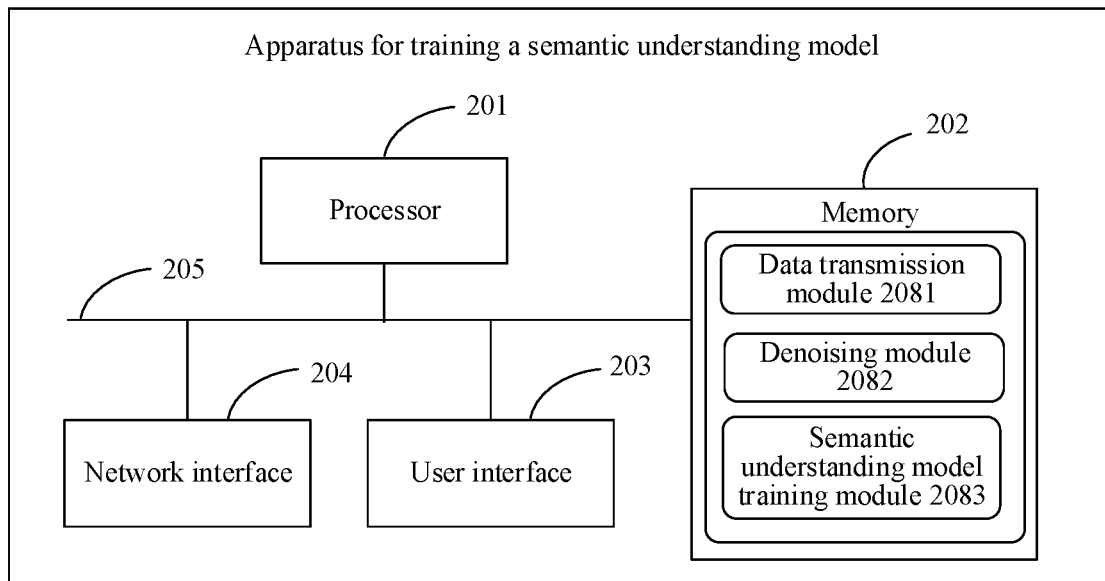 Apparatus for training a semantic understanding model
201
202
Processor
Memory
Data transmission
module 2081
205
Denoising module
2082
204
203
Semantic
understanding model
training module 2083
Network interface
User interface